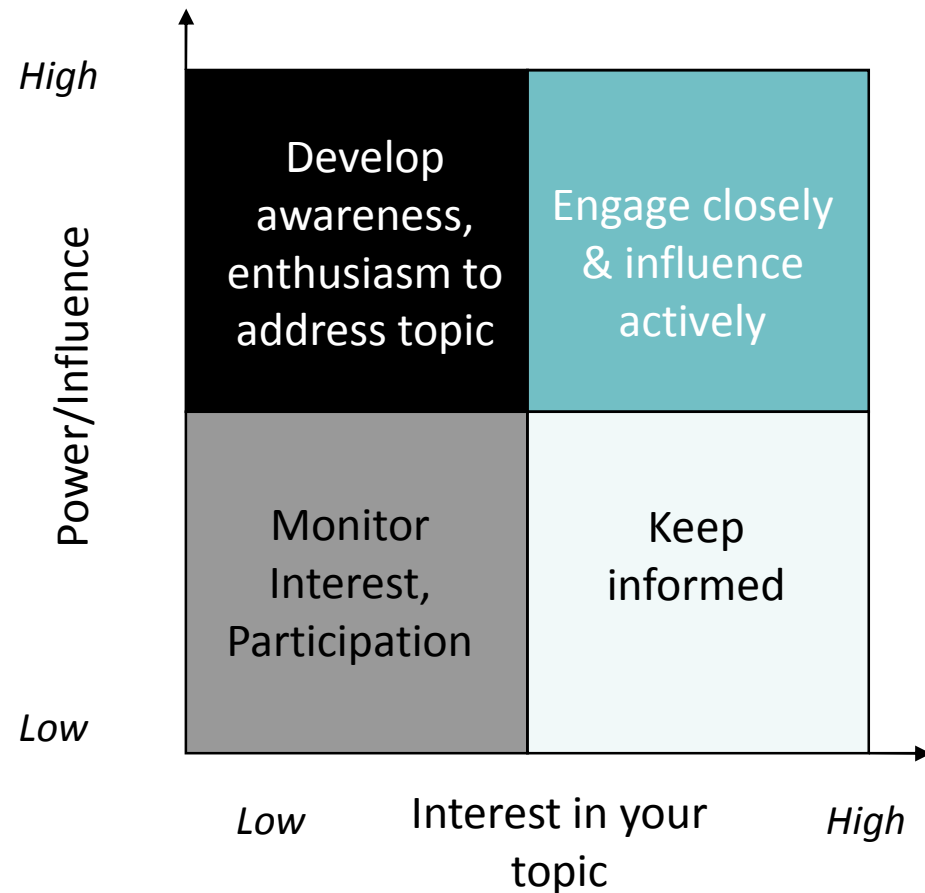 High
Develop
awareness,
enthusiasm to
address topic
Engage closely
& influence
actively
Power/Influence
Monitor
Interest,
Participation
Keep
informed
Low
Low
Interest in your
topic
High